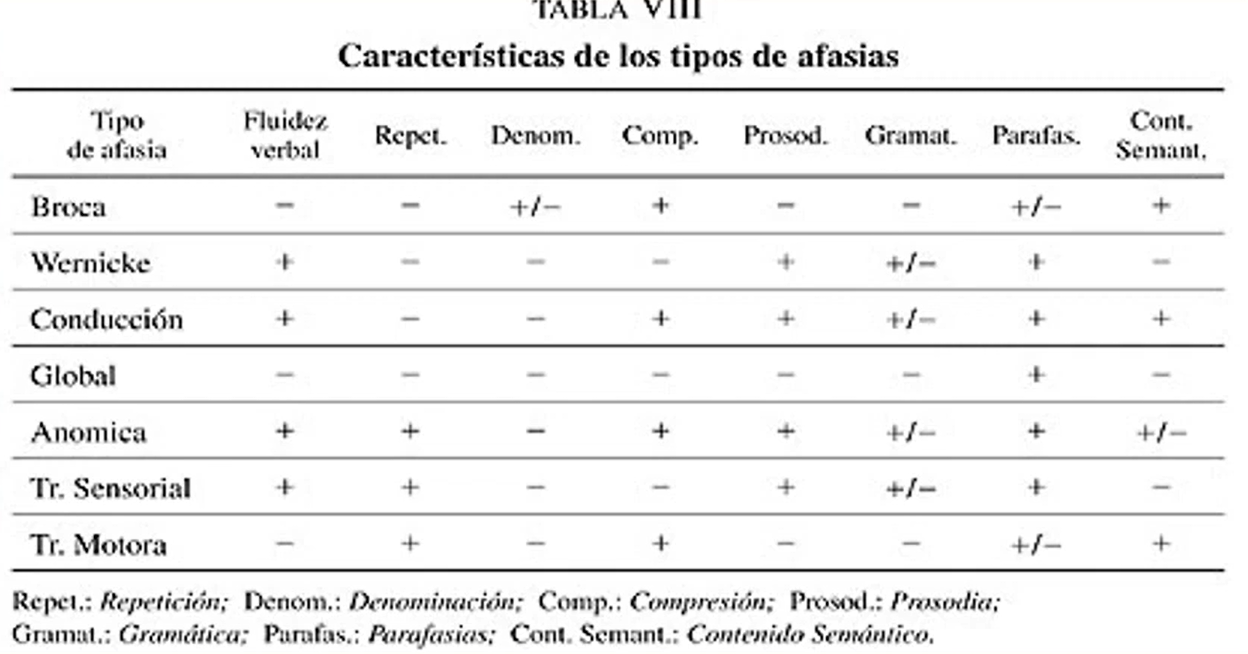 TABLA VIII
Características de los tipos de afasias
Tipo de afasia Fluidez verbal Repet. Denom. Comp. Prosod. Gramat. Parafas. Cont. Semant.
Broca − − +/− + − − +/− +
Wernicke + − − − + +/− + −
Conducción + − − + + +/− + +
Global − − − − − − + −
Anomica + + − + + +/− + +/−
Tr. Sensorial + + − − + +/− + −
Tr. Motora − + − + − − +/− +
Repet.: Repetición; Denom.: Denominación; Comp.: Compresión; Prosod.: Prosodia;
Gramat.: Gramática; Parafas.: Parafasias; Cont. Semant.: Contenido Semántico.